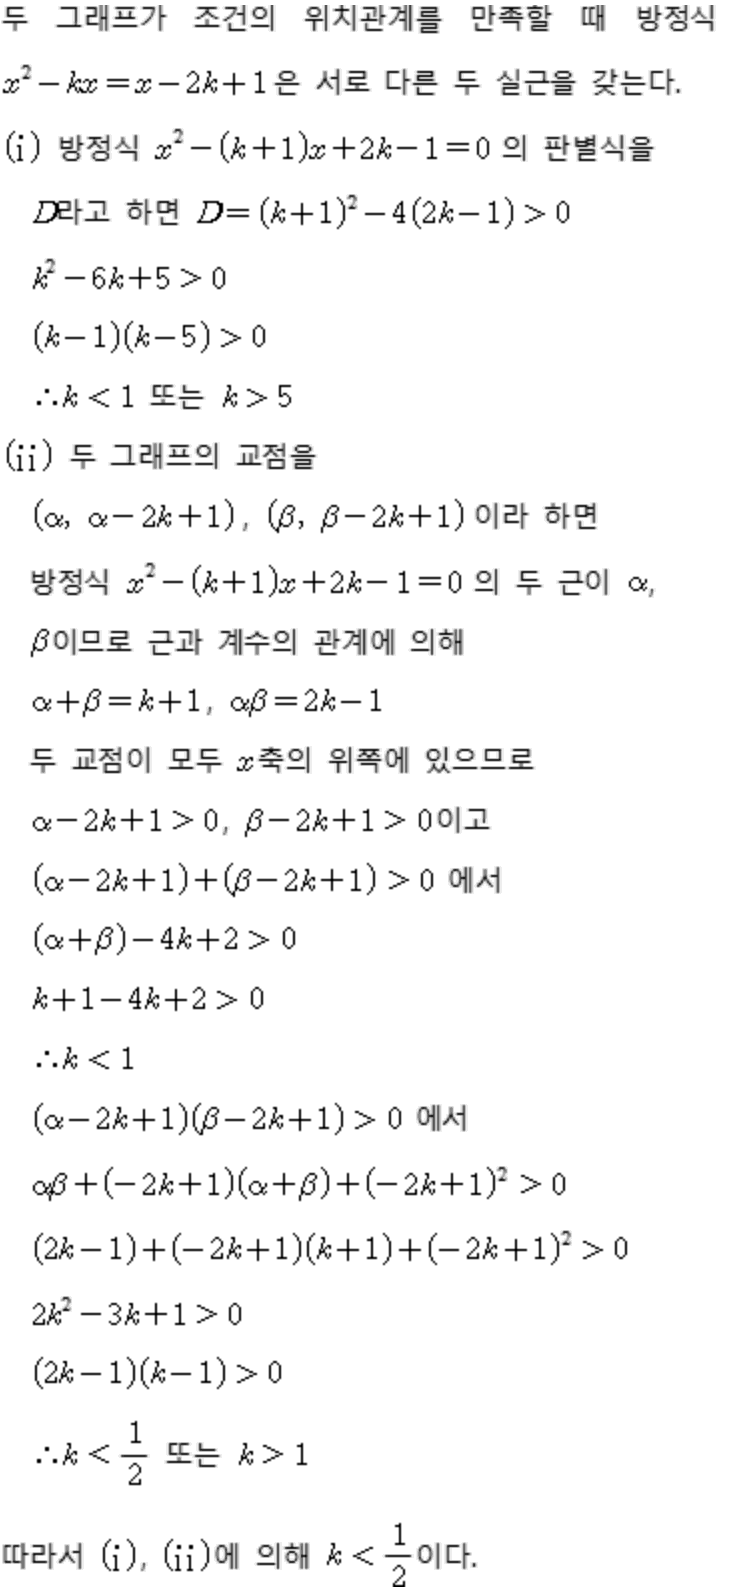 두 그래프가 조건의 위치관계를 만족할 때 방정식
x² − kx = x − 2k + 1 은 서로 다른 두 실근을 갖는다.
(i) 방정식 x² − (k+1)x + 2k − 1 = 0 의 판별식을
D라고 하면 D = (k+1)² − 4(2k−1) > 0
k² − 6k + 5 > 0
(k−1)(k−5) > 0
∴ k < 1 또는 k > 5
(ii) 두 그래프의 교점을
(α, α − 2k + 1), (β, β − 2k + 1) 이라 하면
방정식 x² − (k+1)x + 2k − 1 = 0 의 두 근이 α,
β이므로 근과 계수의 관계에 의해
α + β = k + 1, αβ = 2k − 1
두 교점이 모두 x축의 위쪽에 있으므로
α − 2k + 1 > 0, β − 2k + 1 > 0이고
(α − 2k + 1) + (β − 2k + 1) > 0 에서
(α + β) − 4k + 2 > 0
k + 1 − 4k + 2 > 0
∴ k < 1
(α − 2k + 1)(β − 2k + 1) > 0 에서
αβ + (−2k + 1)(α + β) + (−2k + 1)² > 0
(2k − 1) + (−2k + 1)(k + 1) + (−2k + 1)² > 0
2k² − 3k + 1 > 0
(2k − 1)(k − 1) > 0
∴ k < 1/2 또는 k > 1
따라서 (i), (ii)에 의해 k < 1/2 이다.